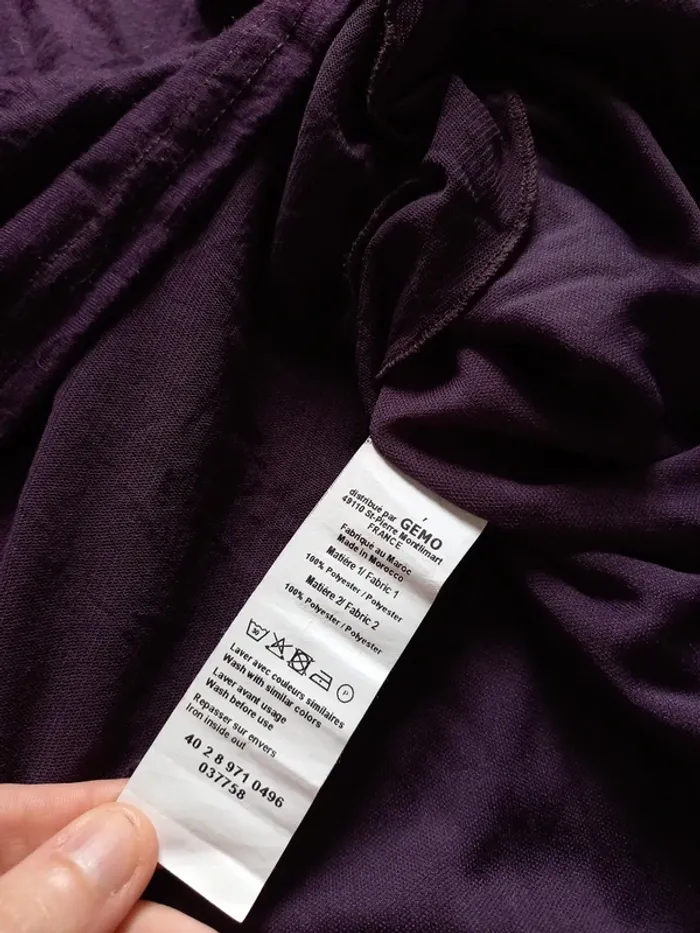 distribué par GEMO
49110 St-Pierre Montlimart
FRANCE
Fabriqué au Maroc
Made in Morocco
Matière 1/ Fabric 1
100% Polyester / Polyester
Matière 2/ Fabric 2
100% Polyester / Polyester
30
P
Laver avec couleurs similaires
Wash with similar colors
Laver avant usage
Wash before use
Repasser sur envers
Iron inside out
40 2 8 971 0496
037758